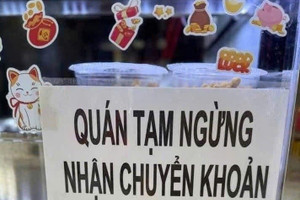 QUÁN TẠM NGỪNG
NHẬN CHUYỂN KHOẢN